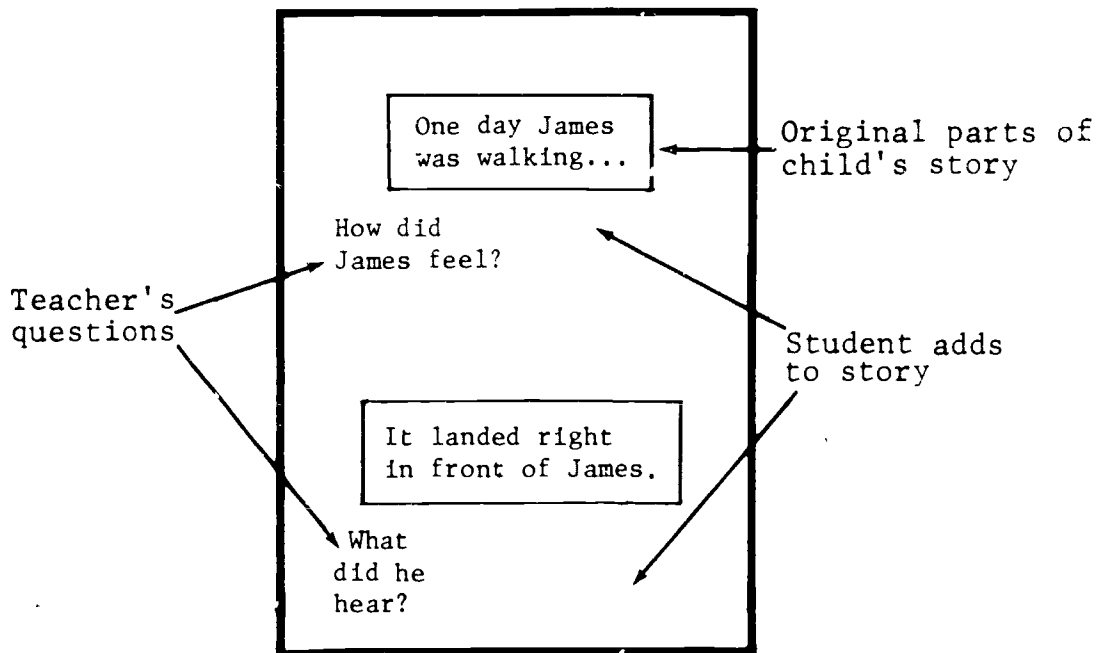 One day James
was walking...
Original parts of
child's story
How did
James feel?
Teacher's
questions
Student adds
to story
It landed right
in front of James.
What
did he
hear?